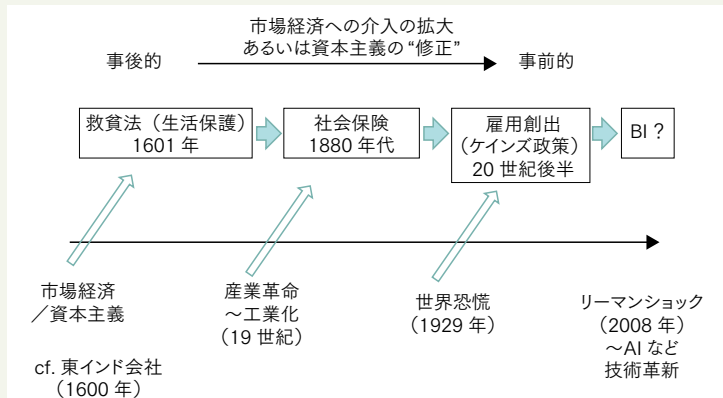 市場経済への介入の拡大
あるいは資本主義の“修正”
事後的
事前的
救貧法（生活保護）
1601 年
社会保険
1880 年代
雇用創出
（ケインズ政策）
20 世紀後半
BI？
市場経済
／資本主義
cf. 東インド会社
（1600 年）
産業革命
～工業化
（19 世紀）
世界恐慌
（1929 年）
リーマンショック
（2008 年）
～AI など
技術革新